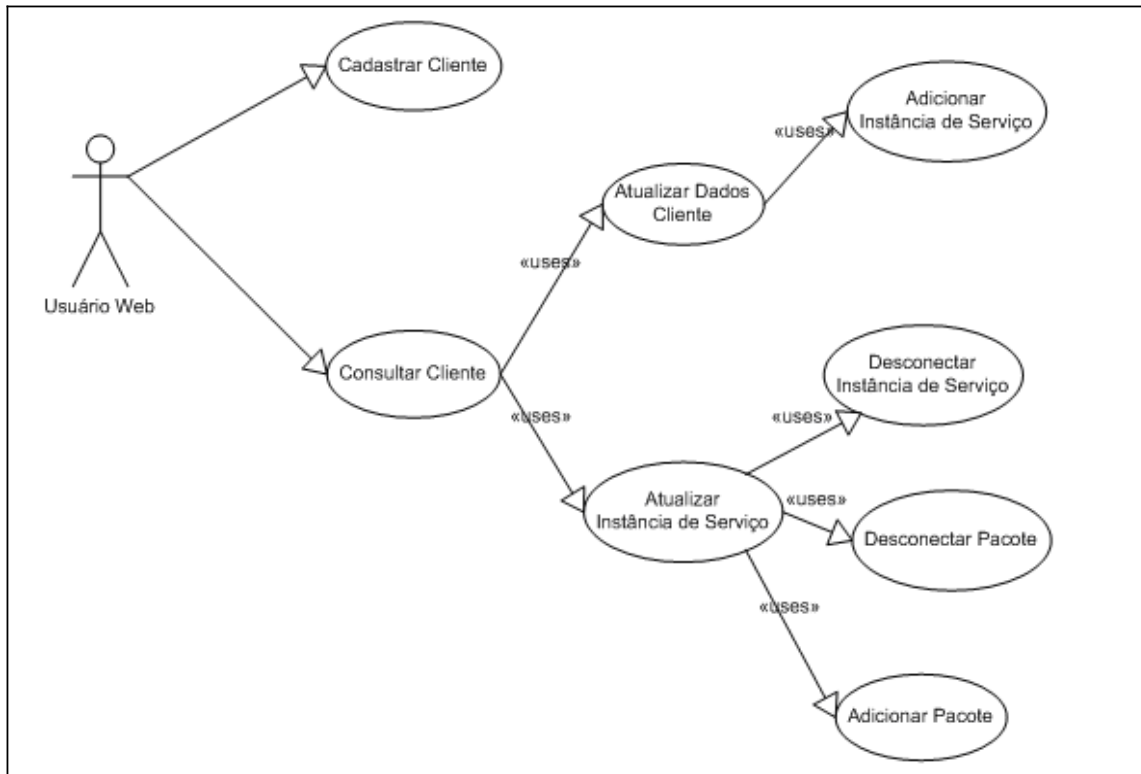 Cadastrar Cliente
Adicionar
Instância de Serviço
«uses»
Atualizar Dados
Cliente
«uses»
Usuário Web
Consultar Cliente
Desconectar
Instância de Serviço
«uses»
«uses»
Atualizar
Instância de Serviço
«uses»
Desconectar Pacote
«uses»
Adicionar Pacote